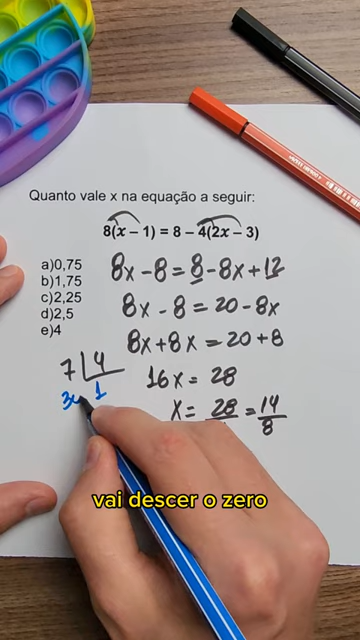 Quanto vale x na equação a seguir:
8(x – 1) = 8 – 4(2x – 3)
a)0,75
b)1,75
c)2,25
d)2,5
e)4
8x – 8 = 8 – 8x + 12
8x – 8 = 20 – 8x
8x + 8x = 20 + 8
16x = 28
x = 28 = 14/8
7 | 4
3 1
vai descer o zero